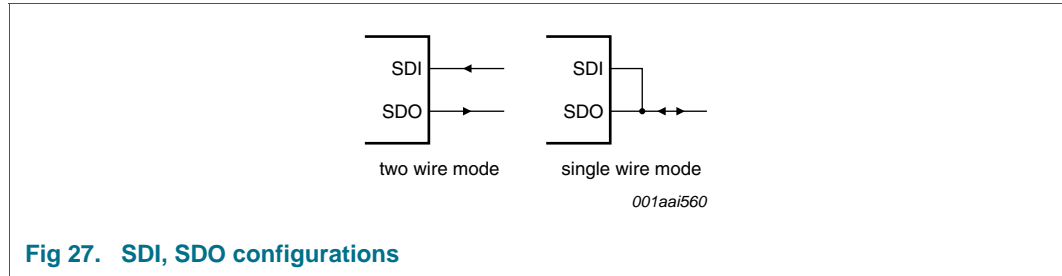 SDI
SDO
two wire mode
SDI
SDO
single wire mode
001aai560
Fig 27. SDI, SDO configurations